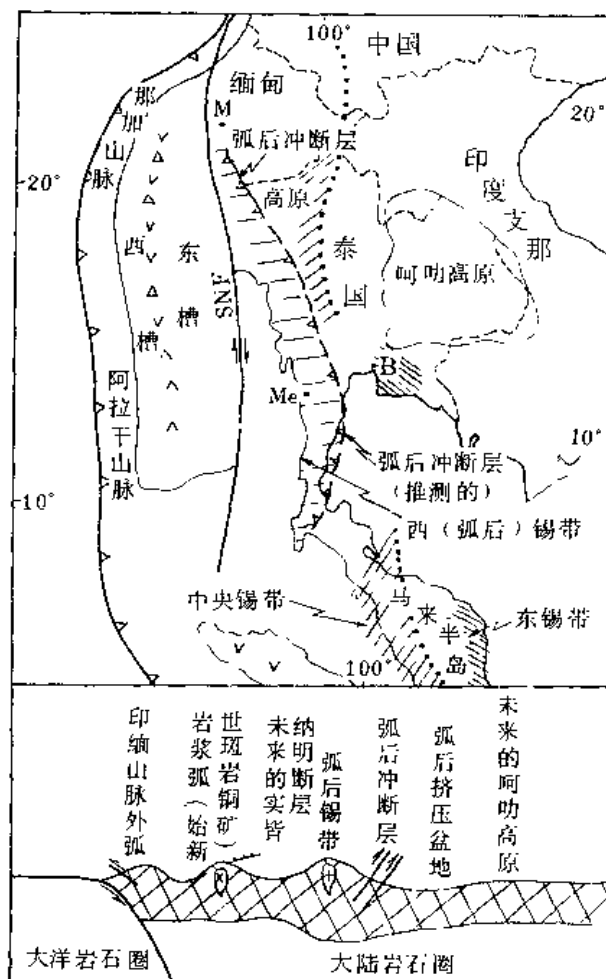 100°
中国
缅甸
M
20°
弧后冲断层
那加山脉
20°
高原
印度支那
泰国
呵叻高原
西槽
东槽
SNF
B
Me
阿拉干山脉
10°
弧后冲断层
(推测的)
10°
西(弧后)锡带
中央锡带
马来半岛
东锡带
100°
印缅山脉外弧
岩浆弧(始新
世斑岩铜矿)
未来的实皆
纳明断层
弧后锡带
弧后冲断层
弧后挤压盆地
未来的呵叻高原
大洋岩石圈
大陆岩石圈